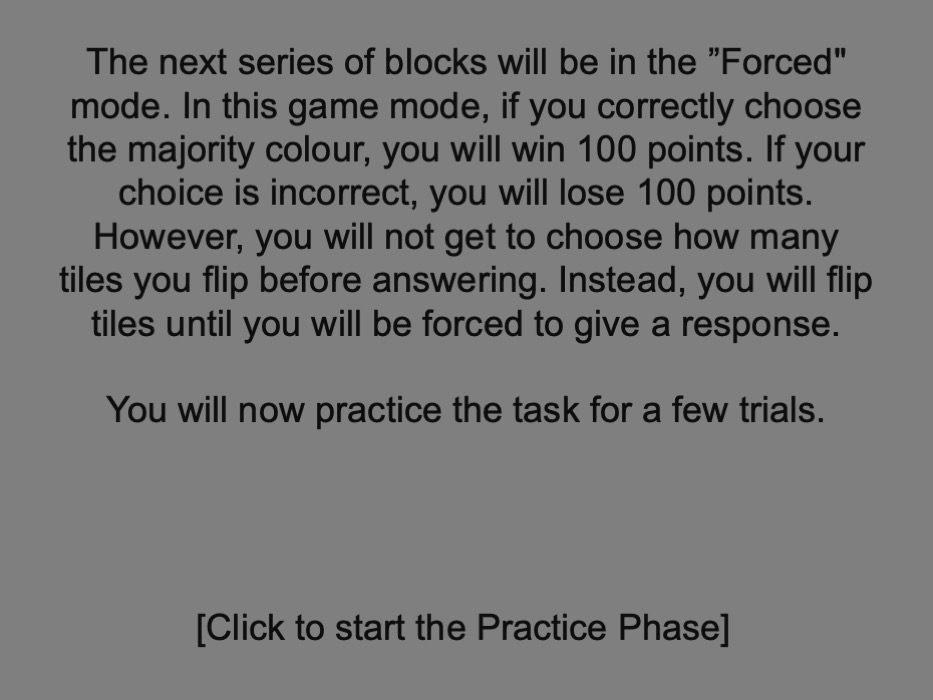 The next series of blocks will be in the ”Forced"
mode. In this game mode, if you correctly choose
the majority colour, you will win 100 points. If your
choice is incorrect, you will lose 100 points.
However, you will not get to choose how many
tiles you flip before answering. Instead, you will flip
tiles until you will be forced to give a response.
You will now practice the task for a few trials.
[Click to start the Practice Phase]